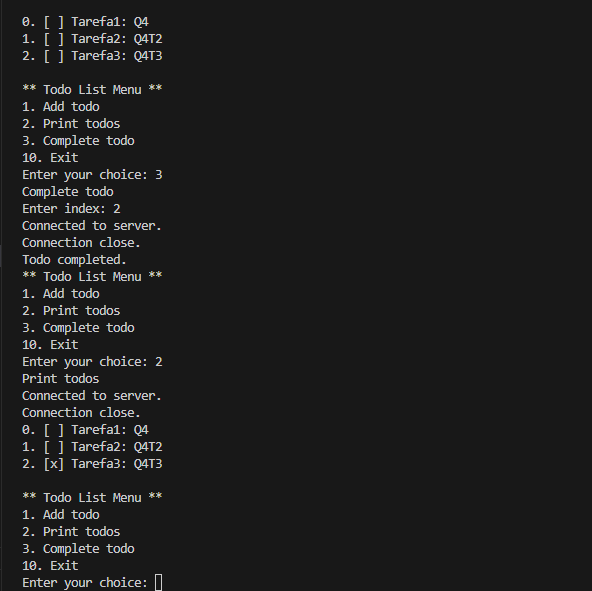 0. [ ] Tarefa1: Q4
1. [ ] Tarefa2: Q4T2
2. [ ] Tarefa3: Q4T3
** Todo List Menu **
1. Add todo
2. Print todos
3. Complete todo
10. Exit
Enter your choice: 3
Complete todo
Enter index: 2
Connected to server.
Connection close.
Todo completed.
** Todo List Menu **
1. Add todo
2. Print todos
3. Complete todo
10. Exit
Enter your choice: 2
Print todos
Connected to server.
Connection close.
0. [ ] Tarefa1: Q4
1. [ ] Tarefa2: Q4T2
2. [x] Tarefa3: Q4T3
** Todo List Menu **
1. Add todo
2. Print todos
3. Complete todo
10. Exit
Enter your choice: